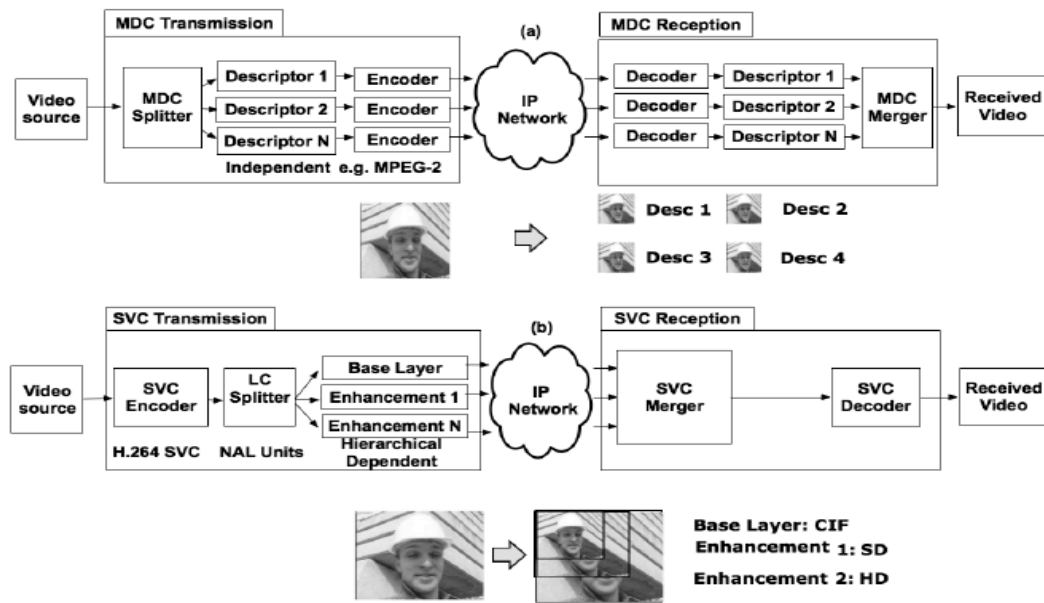 MDC Transmission
(a)
MDC Reception
Video source
MDC Splitter
Descriptor 1
Encoder
Descriptor 2
Encoder
Descriptor N
Encoder
Independent e.g. MPEG-2
IP Network
Decoder
Descriptor 1
Decoder
Descriptor 2
Decoder
Descriptor N
MDC Merger
Received Video
Desc 1
Desc 2
Desc 3
Desc 4
SVC Transmission
(b)
SVC Reception
Video source
SVC Encoder
LC Splitter
Base Layer
Enhancement 1
Enhancement N
H.264 SVC
NAL Units
Hierarchical Dependent
IP Network
SVC Merger
SVC Decoder
Received Video
Base Layer: CIF
Enhancement 1: SD
Enhancement 2: HD